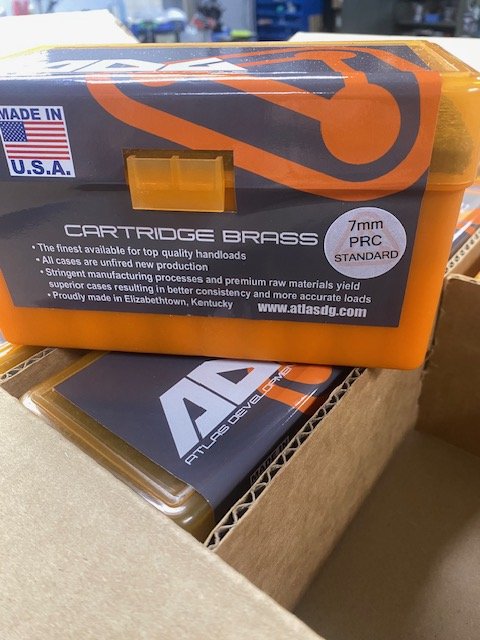 ADG
MADE IN
U.S.A.
CARTRIDGE BRASS
7mm
PRC
STANDARD
• The finest available for top quality handloads
• All cases are unfired new production
• Stringent manufacturing processes and premium raw materials yield
superior cases resulting in better consistency and more accurate loads
• Proudly made in Elizabethtown, Kentucky
www.atlasdg.com
ATLAS DEVELOPMENT